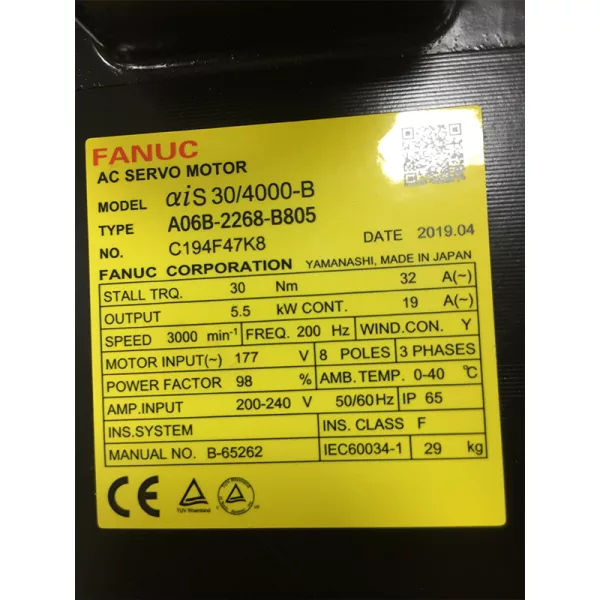 FANUC
AC SERVO MOTOR
MODEL αiS 30/4000-B
TYPE A06B-2268-B805
NO. C194F47K8 DATE 2019.04
FANUC CORPORATION YAMANASHI, MADE IN JAPAN
STALL TRQ. 30 Nm 32 A(~)
OUTPUT 5.5 kW CONT. 19 A(~)
SPEED 3000 min⁻¹ FREQ. 200 Hz WIND.CON. Y
MOTOR INPUT(~) 177 V 8 POLES 3 PHASES
POWER FACTOR 98 % AMB.TEMP. 0-40 ℃
AMP.INPUT 200-240 V 50/60Hz IP 65
INS.SYSTEM INS. CLASS F
MANUAL NO. B-65262 IEC60034-1 29 kg
CE